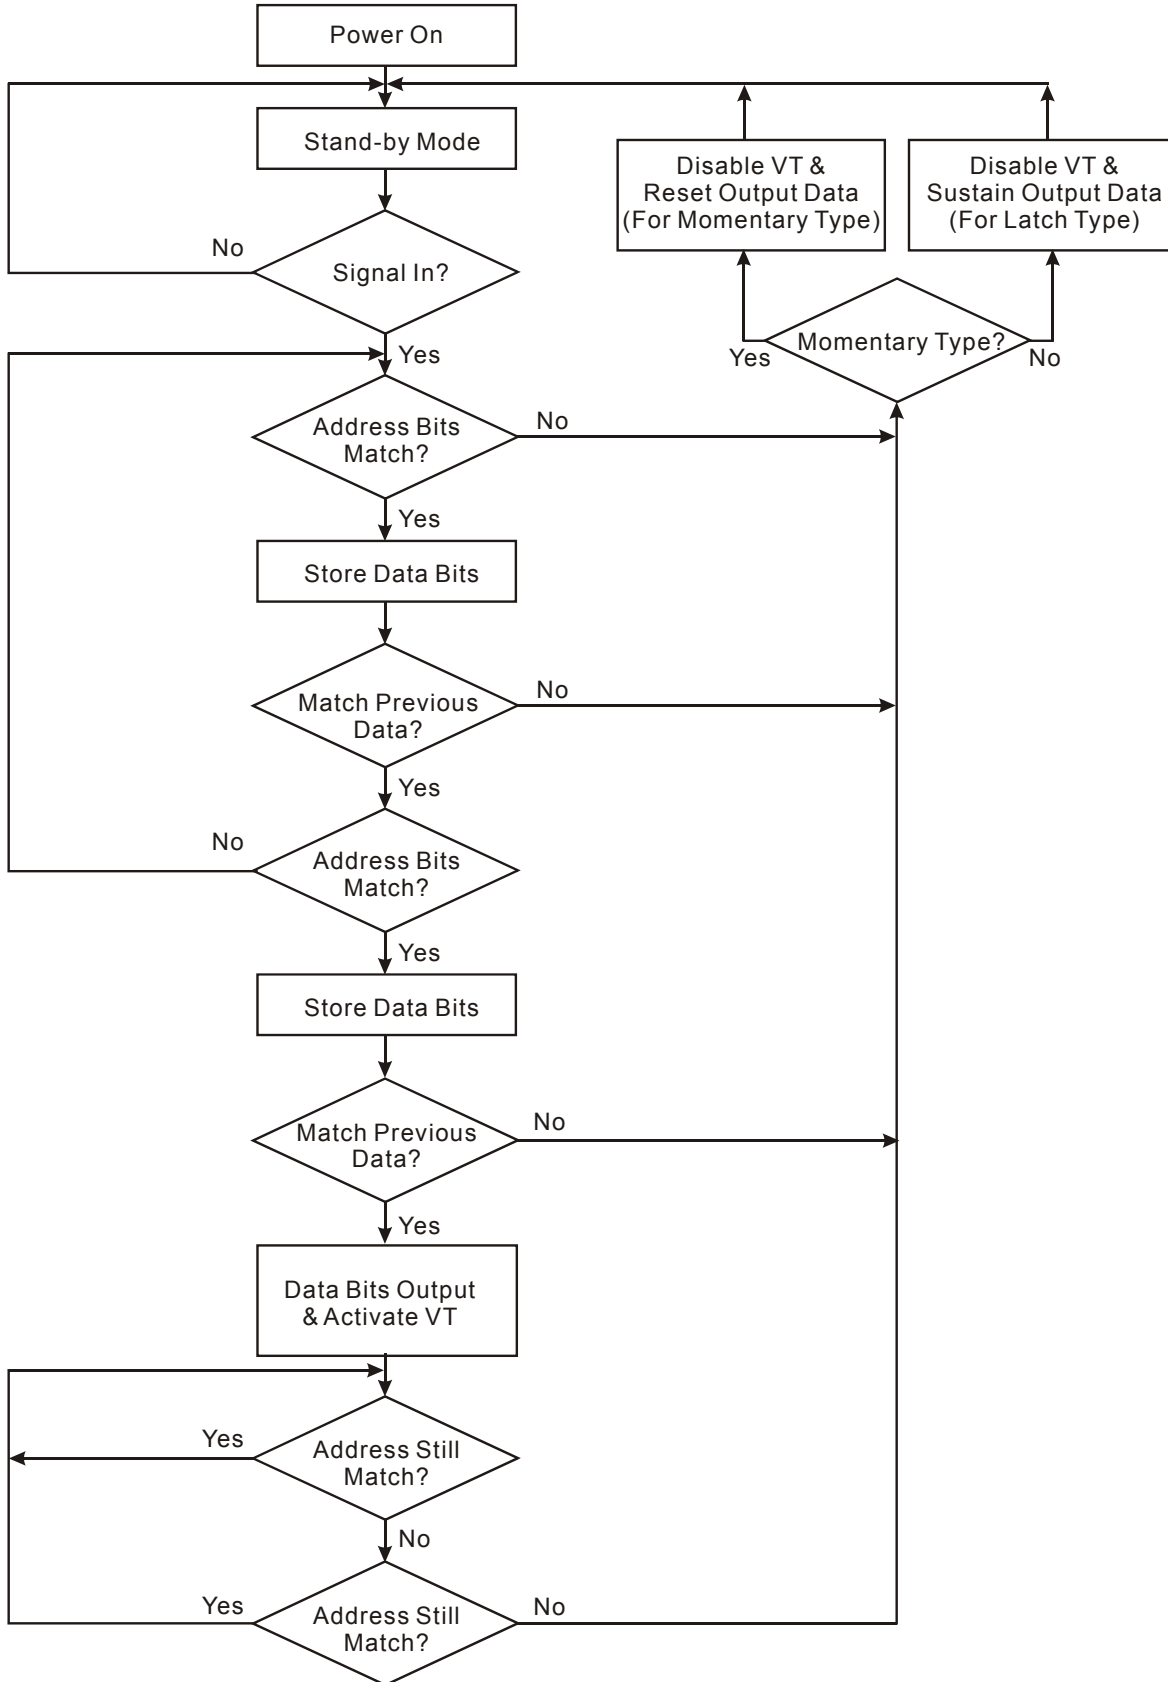 Power On
Stand-by Mode
Disable VT &
Reset Output Data
(For Momentary Type)
Disable VT &
Sustain Output Data
(For Latch Type)
No
Signal In?
Yes
Momentary Type?
Yes
No
Address Bits
Match?
No
Yes
Store Data Bits
Match Previous
Data?
No
Yes
No
Address Bits
Match?
Yes
Store Data Bits
Match Previous
Data?
No
Yes
Data Bits Output
& Activate VT
Yes
Address Still
Match?
No
Yes
Address Still
Match?
No